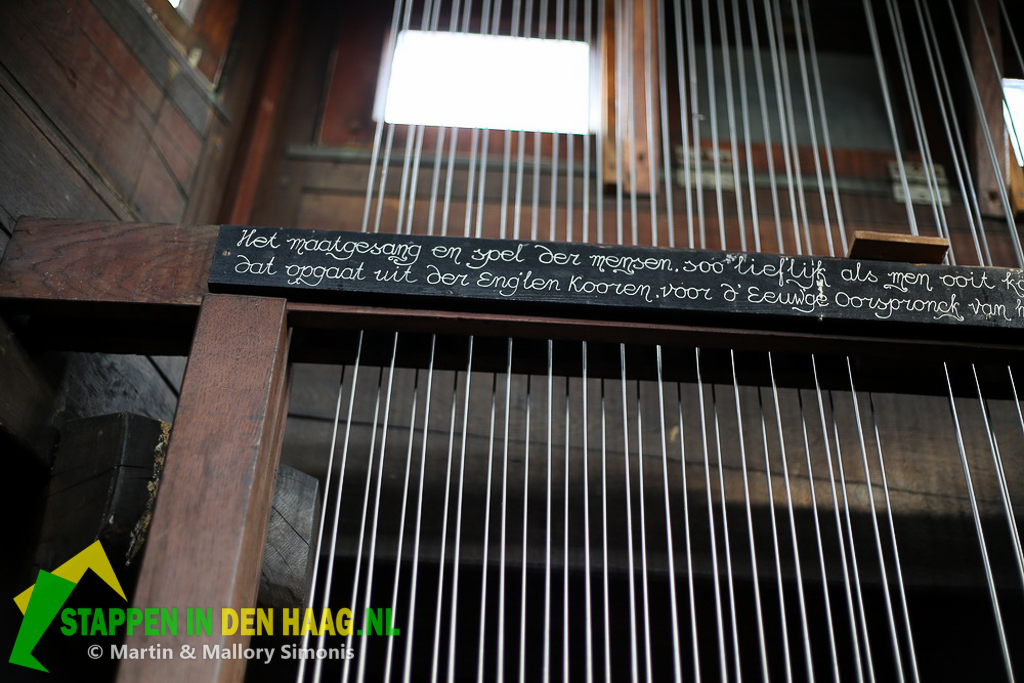 Het maatgesang en spel der mensen, soo lieflijk als men ooit
dat opgaat uit der Englen Kooren, voor d' Eeuwge Oorspronck van
STAPPEN IN DEN HAAG.NL
© Martin & Mallory Simonis